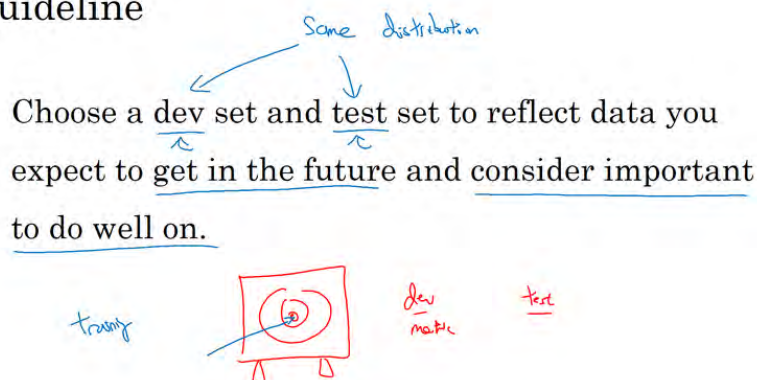 uideline
Same distribution
Choose a dev set and test set to reflect data you
expect to get in the future and consider important
to do well on.
dev test
metric